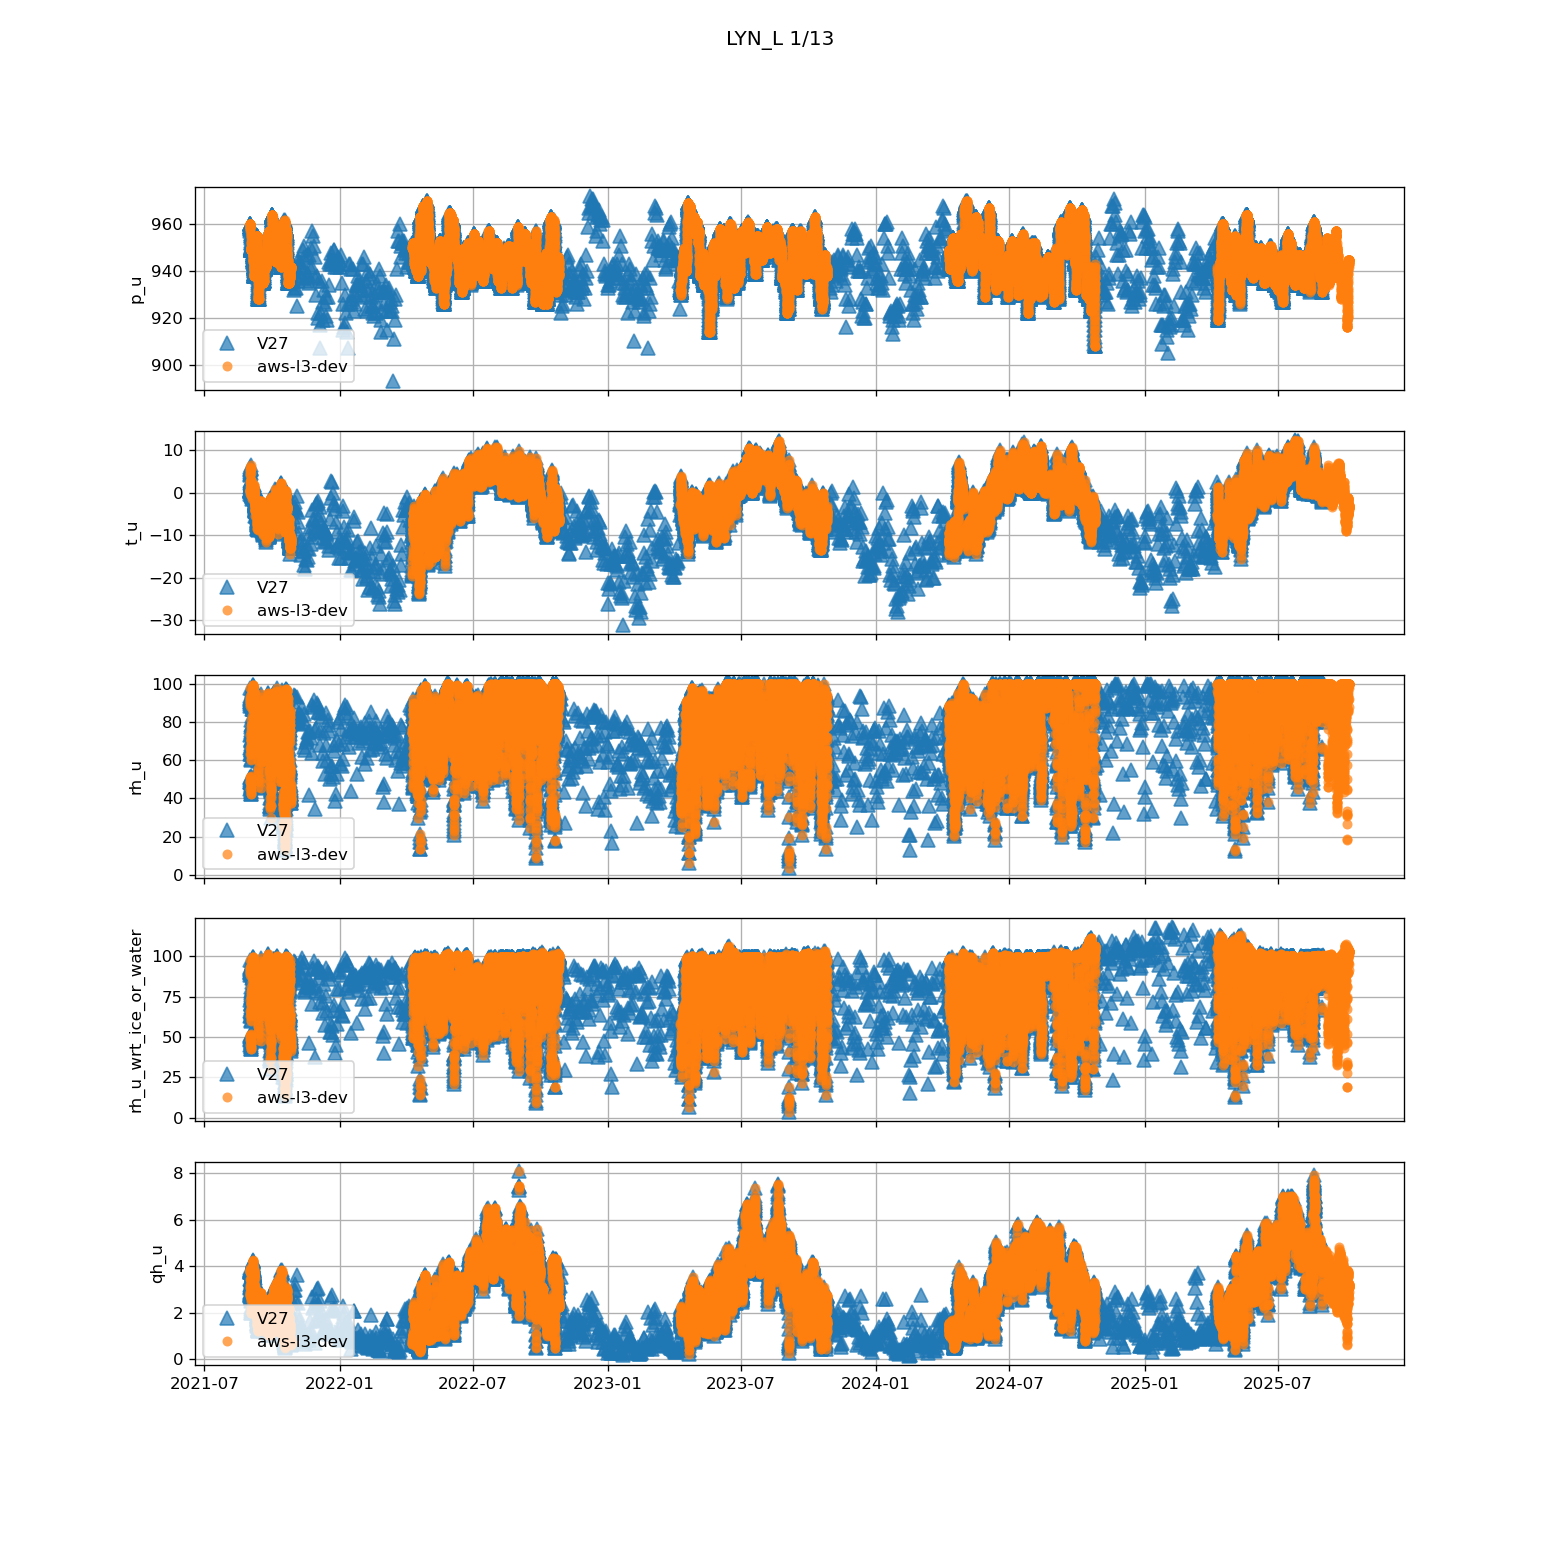 LYN_L 1/13
960
940
920
900
p_u
V27
aws-l3-dev
10
0
−10
−20
−30
t_u
V27
aws-l3-dev
100
80
60
40
20
0
rh_u
V27
aws-l3-dev
100
75
50
25
0
rh_u_wrt_ice_or_water
V27
aws-l3-dev
8
6
4
2
0
qh_u
V27
aws-l3-dev
2021-07 2022-01 2022-07 2023-01 2023-07 2024-01 2024-07 2025-01 2025-07